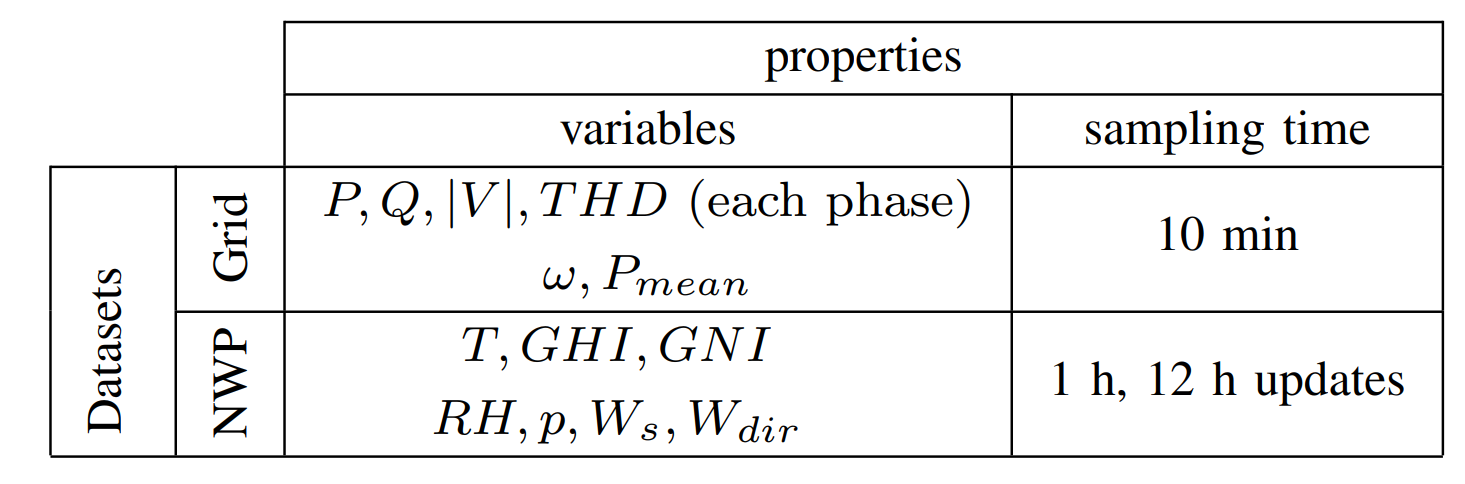 properties
variables sampling time
Datasets
Grid
P, Q, |V|, THD (each phase)
ω, P_{mean}
10 min
NWP
T, GHI, GNI
RH, p, W_s, W_{dir}
1 h, 12 h updates